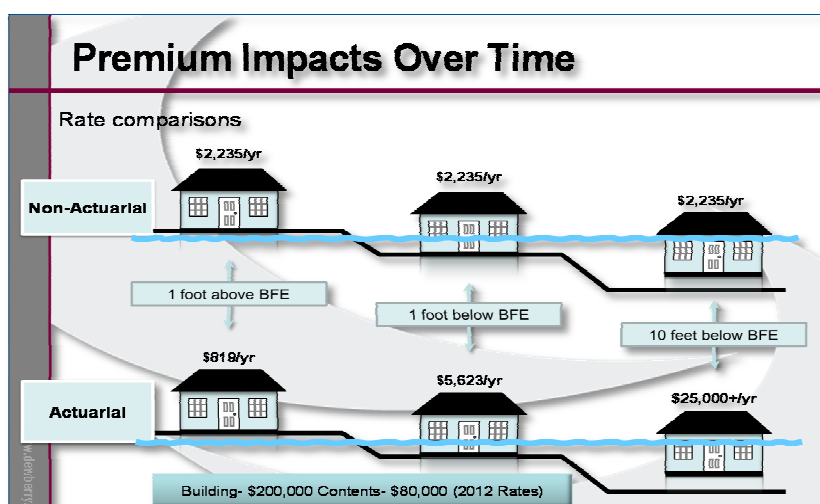 Premium Impacts Over Time
Rate comparisons
$2,235/yr
$2,235/yr
$2,235/yr
Non-Actuarial
1 foot above BFE
1 foot below BFE
10 feet below BFE
$819/yr
$5,623/yr
$25,000+/yr
Actuarial
w.dewberry
Building- $200,000 Contents- $80,000 (2012 Rates)